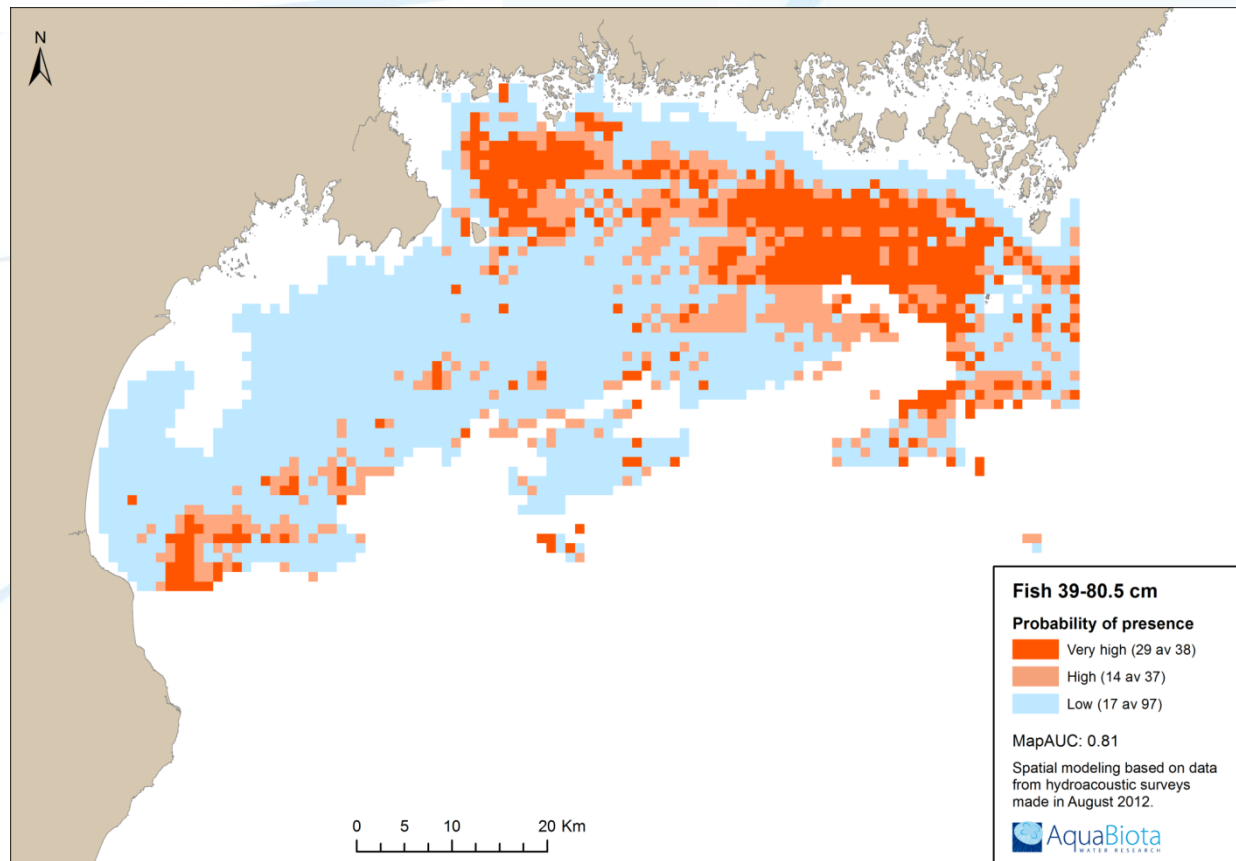 N
Fish 39-80.5 cm
Probability of presence
Very high (29 av 38)
High (14 av 37)
Low (17 av 97)
MapAUC: 0.81
Spatial modeling based on data
from hydroacoustic surveys
made in August 2012.
AquaBiota
WATER RESEARCH
0 5 10 20 Km